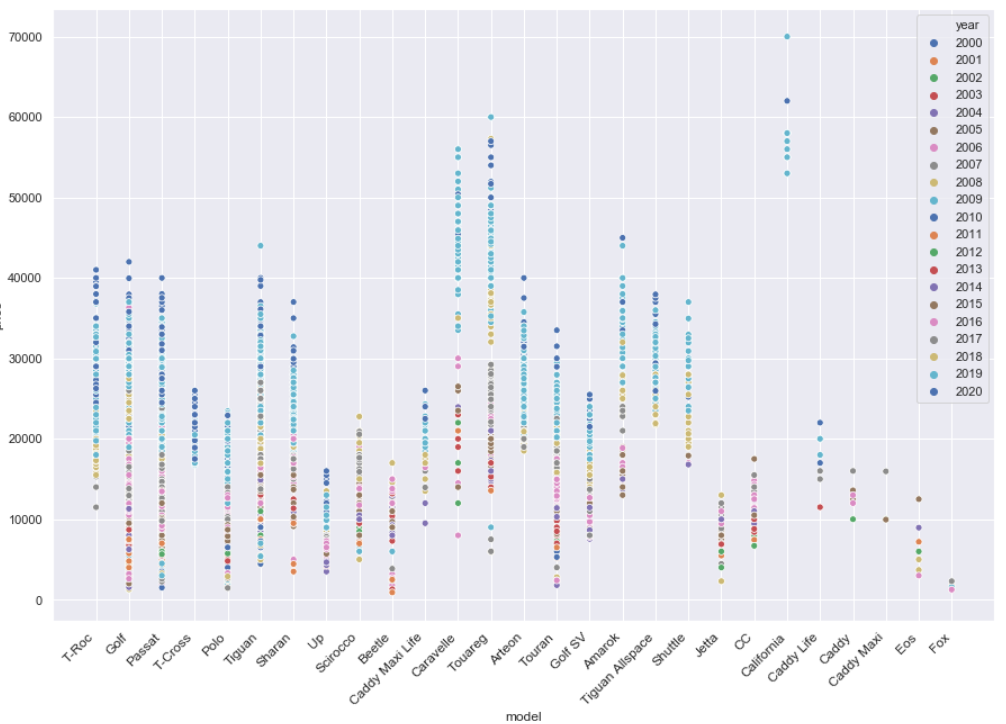 70000
60000
50000
40000
30000
20000
10000
0
year
2000
2001
2002
2003
2004
2005
2006
2007
2008
2009
2010
2011
2012
2013
2014
2015
2016
2017
2018
2019
2020
T-Roc
Golf
Passat
T-Cross
Polo
Tiguan
Sharan
Up
Scirocco
Beetle
Caddy Maxi Life
Caravelle
Touareg
Arteon
Touran
Golf SV
Amarok
Tiguan Allspace
Shuttle
Jetta
CC
California
Caddy Life
Caddy
Caddy Maxi
Eos
Fox
model